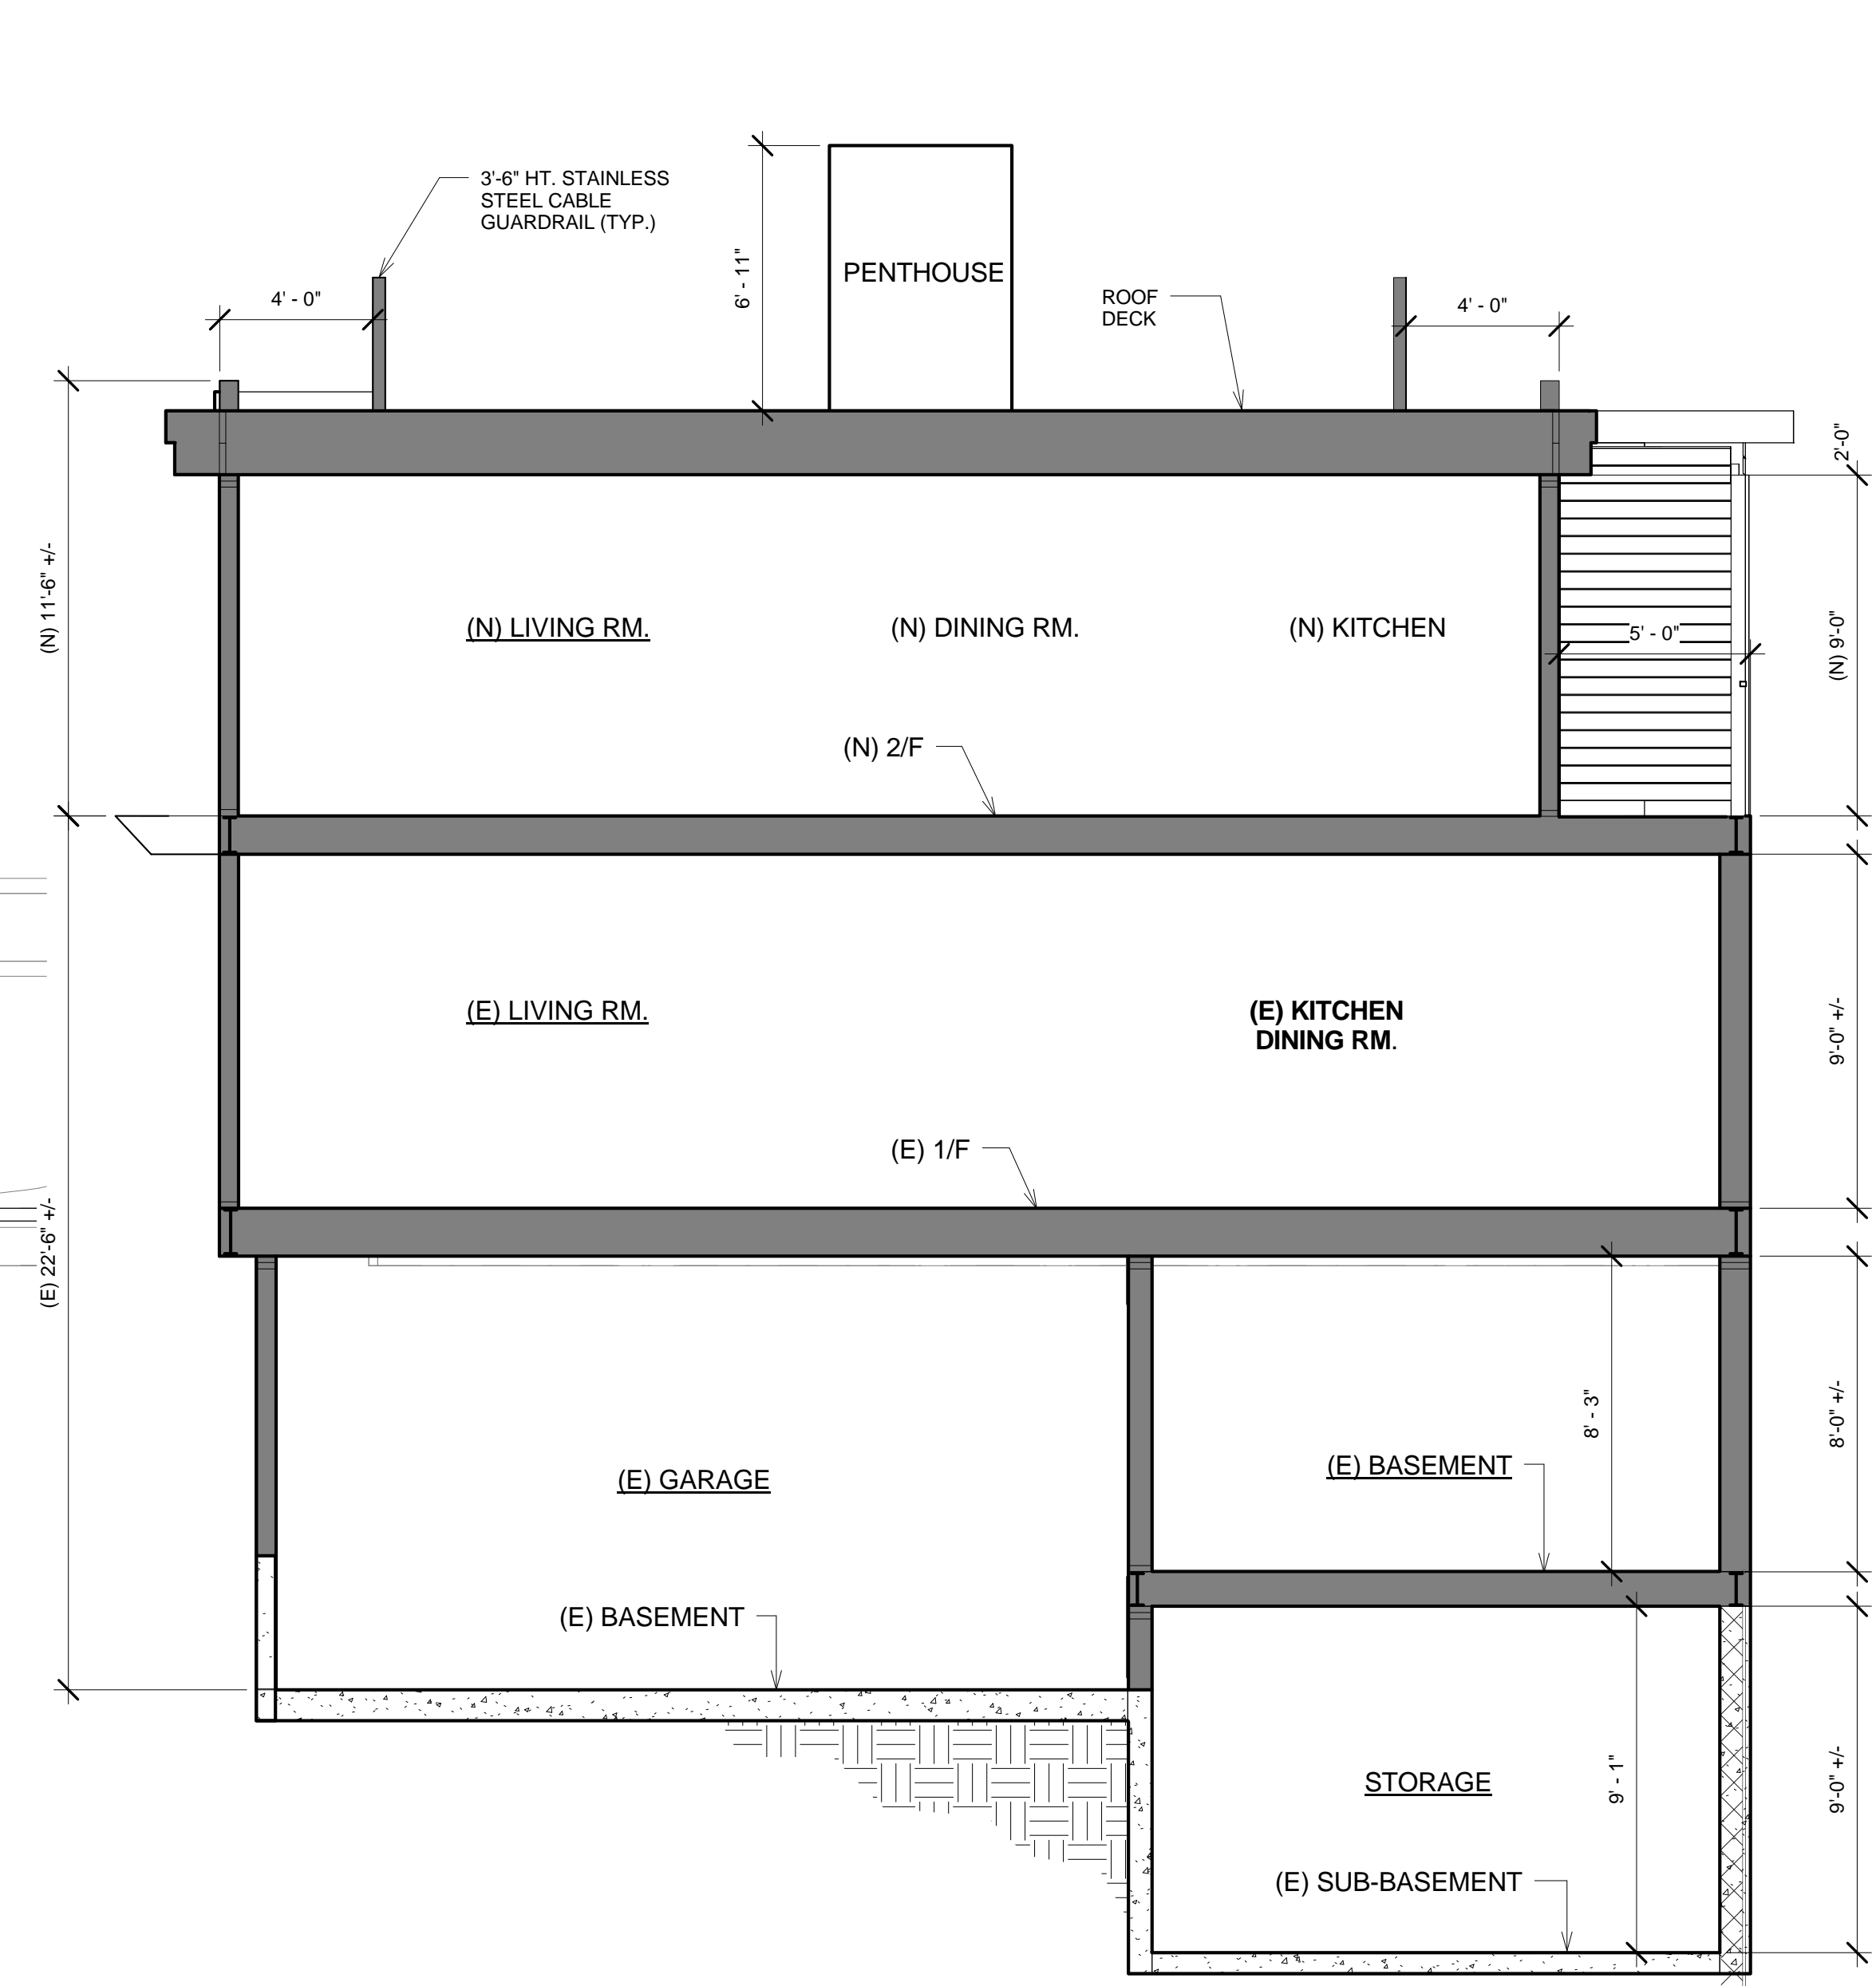 3'-6" HT. STAINLESS
STEEL CABLE
GUARDRAIL (TYP.)
6' - 11"
PENTHOUSE
4' - 0"
ROOF
DECK
4' - 0"
2'-0"
(N) 11'-6" +/-
(N) LIVING RM.
(N) DINING RM.
(N) KITCHEN
5' - 0"
(N) 9'-0"
(N) 2/F
(E) LIVING RM.
(E) KITCHEN
DINING RM.
9'-0" +/-
(E) 1/F
(E) 22'-6" +/-
8' - 3"
8'-0" +/-
(E) GARAGE
(E) BASEMENT
(E) BASEMENT
STORAGE
9' - 1"
9'-0" +/-
(E) SUB-BASEMENT